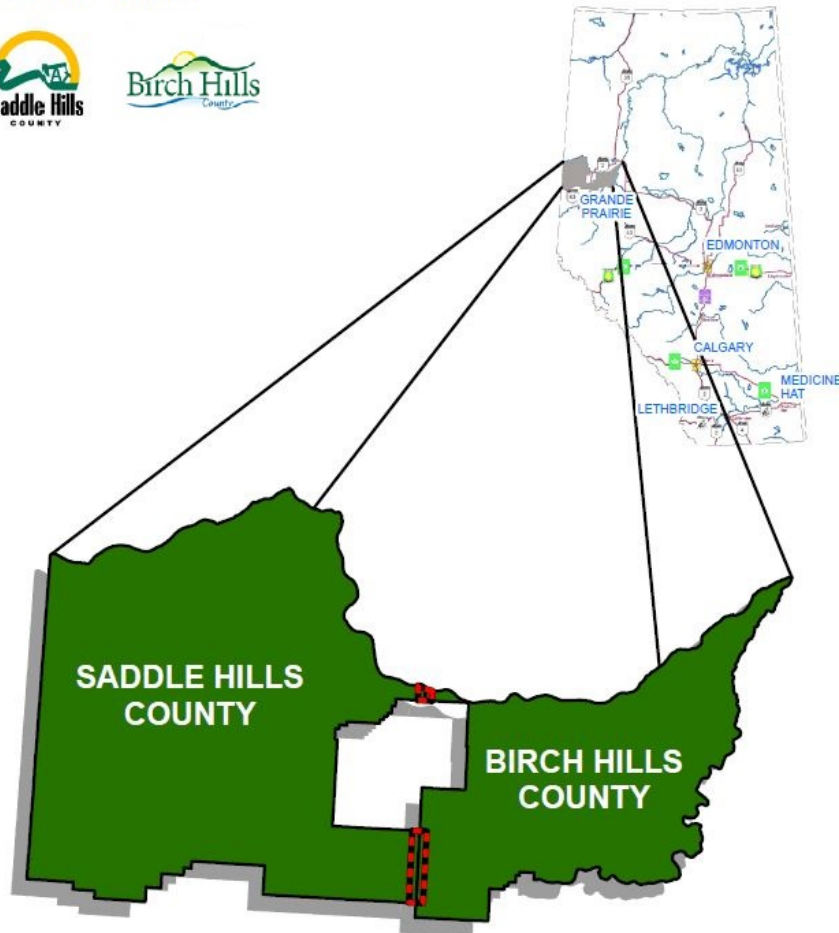 addle Hills
COUNTY
Birch Hills
County
GRANDE
PRAIRIE
EDMONTON
CALGARY
MEDICINE
HAT
LETHBRIDGE
SADDLE HILLS
COUNTY
BIRCH HILLS
COUNTY